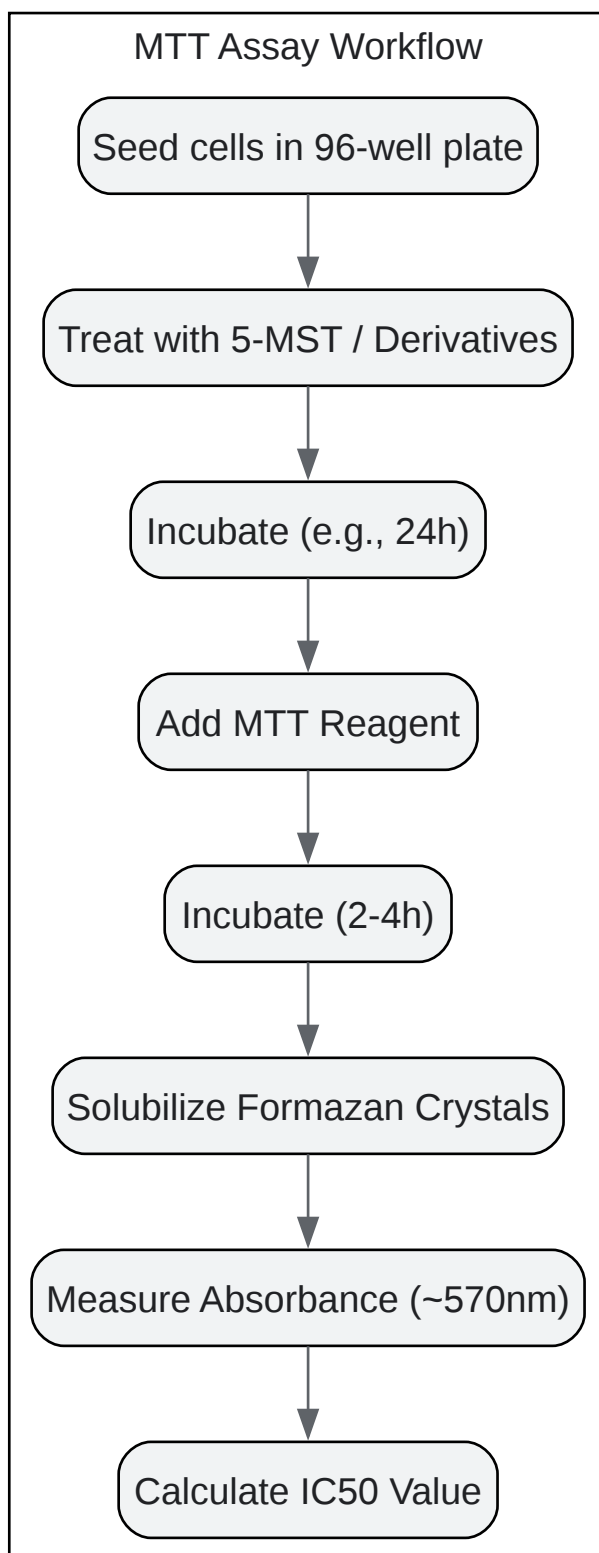 MTT Assay Workflow
Seed cells in 96-well plate
Treat with 5-MST / Derivatives
Incubate (e.g., 24h)
Add MTT Reagent
Incubate (2-4h)
Solubilize Formazan Crystals
Measure Absorbance (~570nm)
Calculate IC50 Value